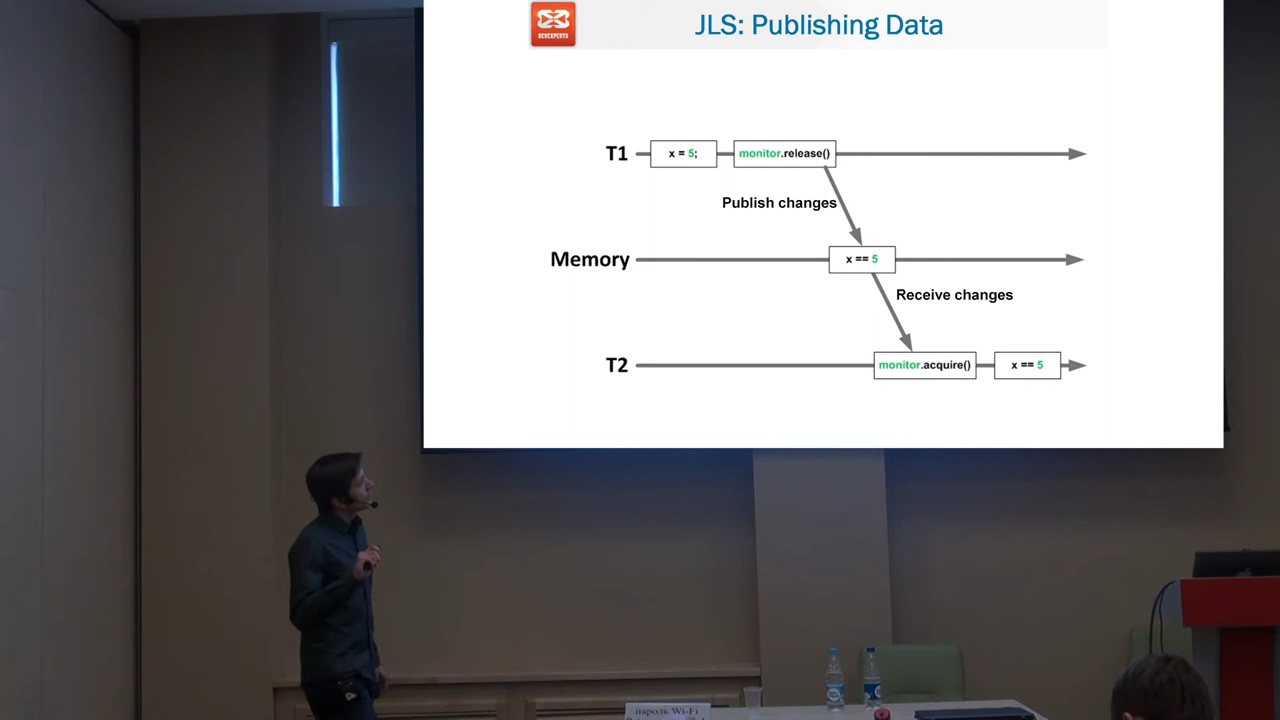 DEVEXPERTS
JLS: Publishing Data
T1
x = 5;
monitor.release()
Publish changes
Memory
x == 5
Receive changes
T2
monitor.acquire()
x == 5
пароль Wi-Fi